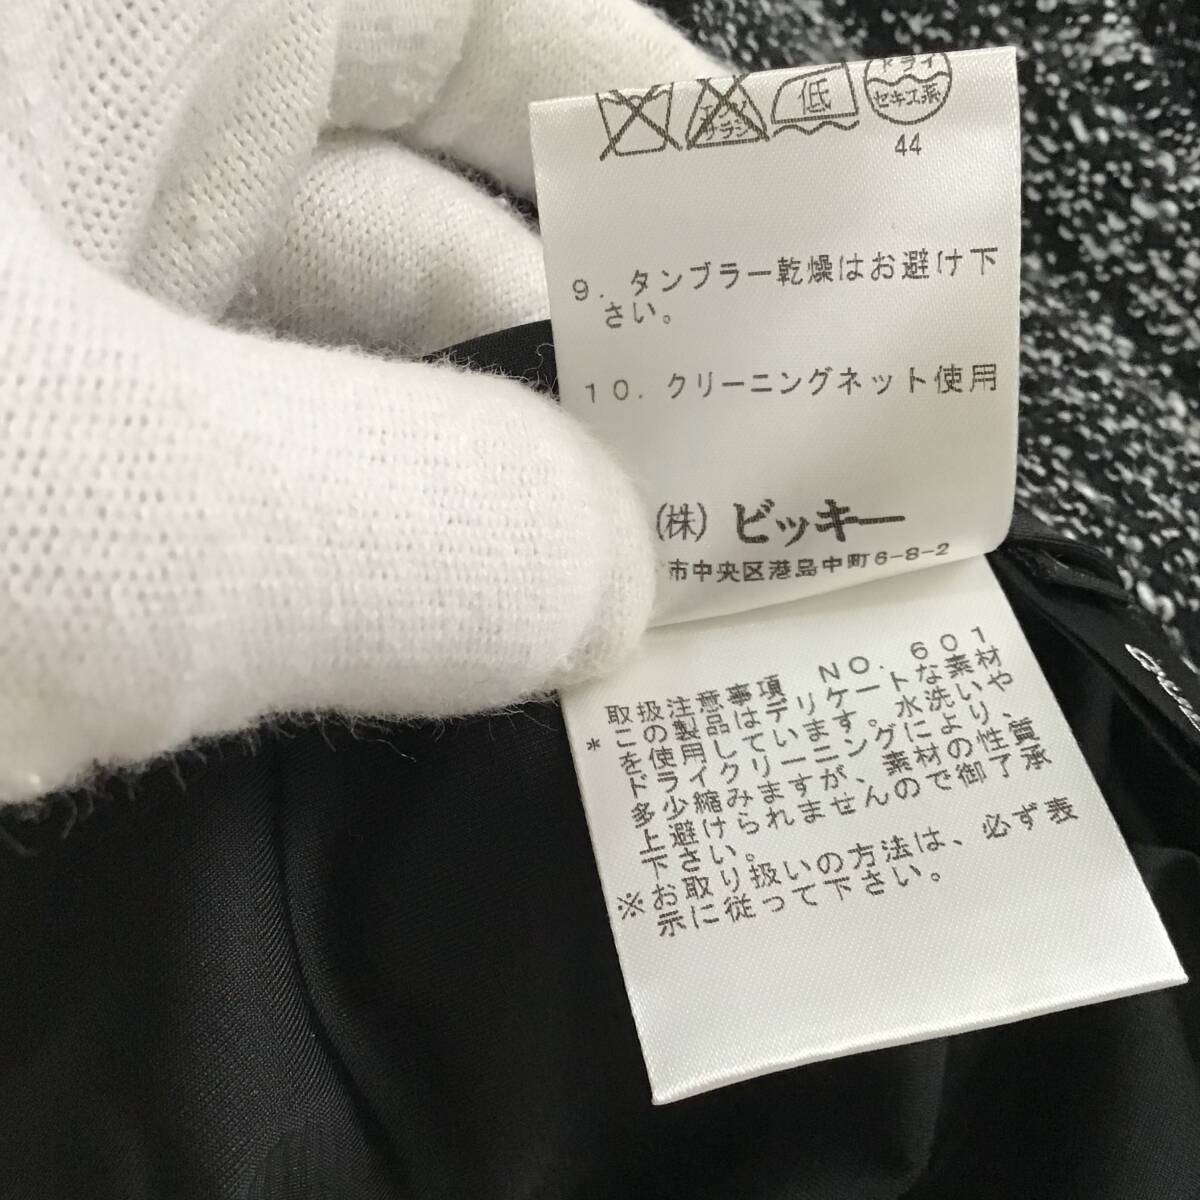 エンソ
サラシ
低
ドライ
セキユ系
44
9. タンブラー乾燥はお避け下
さい。
10. クリーニングネット使用
(株) ビッキー
市中央区港島中町6-8-2
取扱注意事項 NO. 601
* この製品はデリケートな素材
を使用しています。水洗いや
ドライクリーニングにより、
多少縮みますが、素材の性質
上避けられませんので御了承
下さい。
※お取り扱いの方法は、必ず表
示に従って下さい。